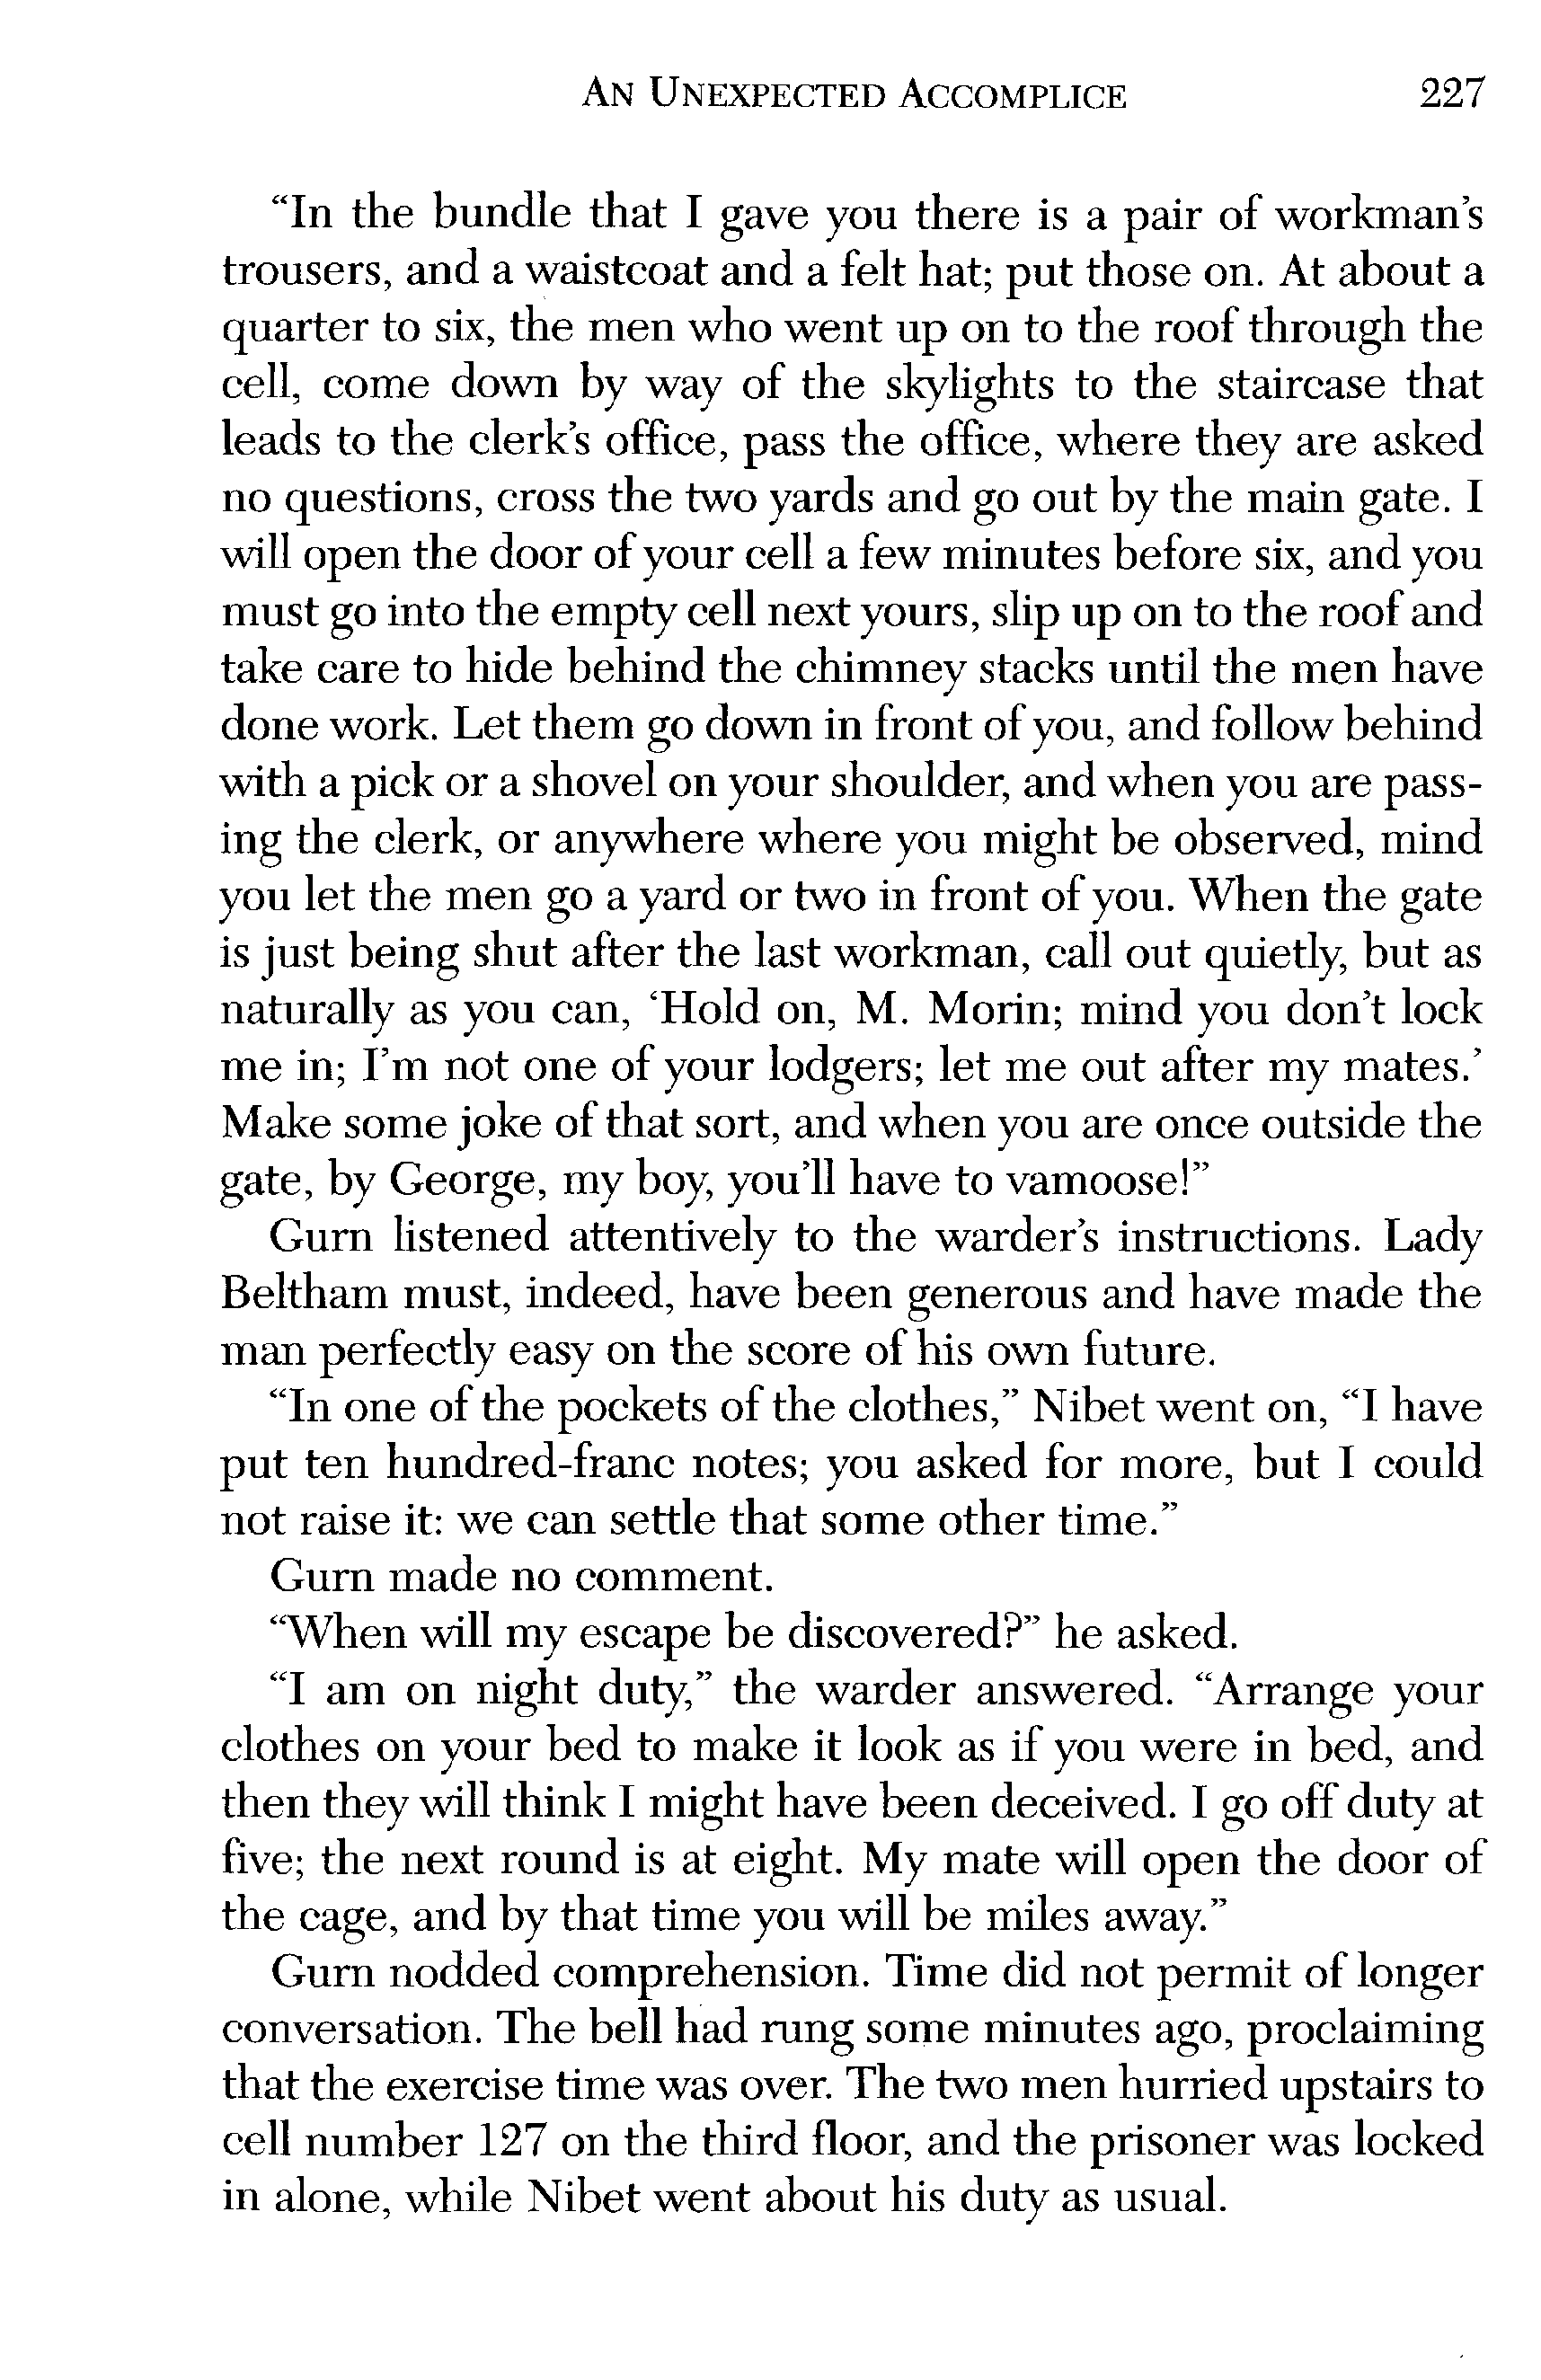 AN UNEXPECTED ACCOMPLICE 227
“In the bundle that I gave you there is a pair of workman’s
trousers, and a waistcoat and a felt hat; put those on. At about a
quarter to six, the men who went up on to the roof through the
cell, come down by way of the skylights to the staircase that
leads to the clerk’s office, pass the office, where they are asked
no questions, cross the two yards and go out by the main gate. I
will open the door of your cell a few minutes before six, and you
must go into the empty cell next yours, slip up on to the roof and
take care to hide behind the chimney stacks until the men have
done work. Let them go down in front of you, and follow behind
with a pick or a shovel on your shoulder, and when you are pass-
ing the clerk, or anywhere where you might be observed, mind
you let the men go a yard or two in front of you. When the gate
is just being shut after the last workman, call out quietly, but as
naturally as you can, ‘Hold on, M. Morin; mind you don’t lock
me in; I’m not one of your lodgers; let me out after my mates.’
Make some joke of that sort, and when you are once outside the
gate, by George, my boy, you’ll have to vamoose!”
Gurn listened attentively to the warder’s instructions. Lady
Beltham must, indeed, have been generous and have made the
man perfectly easy on the score of his own future.
“In one of the pockets of the clothes,” Nibet went on, “I have
put ten hundred-franc notes; you asked for more, but I could
not raise it: we can settle that some other time.”
Gurn made no comment.
“When will my escape be discovered?” he asked.
“I am on night duty,” the warder answered. “Arrange your
clothes on your bed to make it look as if you were in bed, and
then they will think I might have been deceived. I go off duty at
five; the next round is at eight. My mate will open the door of
the cage, and by that time you will be miles away.”
Gurn nodded comprehension. Time did not permit of longer
conversation. The bell had rung some minutes ago, proclaiming
that the exercise time was over. The two men hurried upstairs to
cell number 127 on the third floor, and the prisoner was locked
in alone, while Nibet went about his duty as usual.